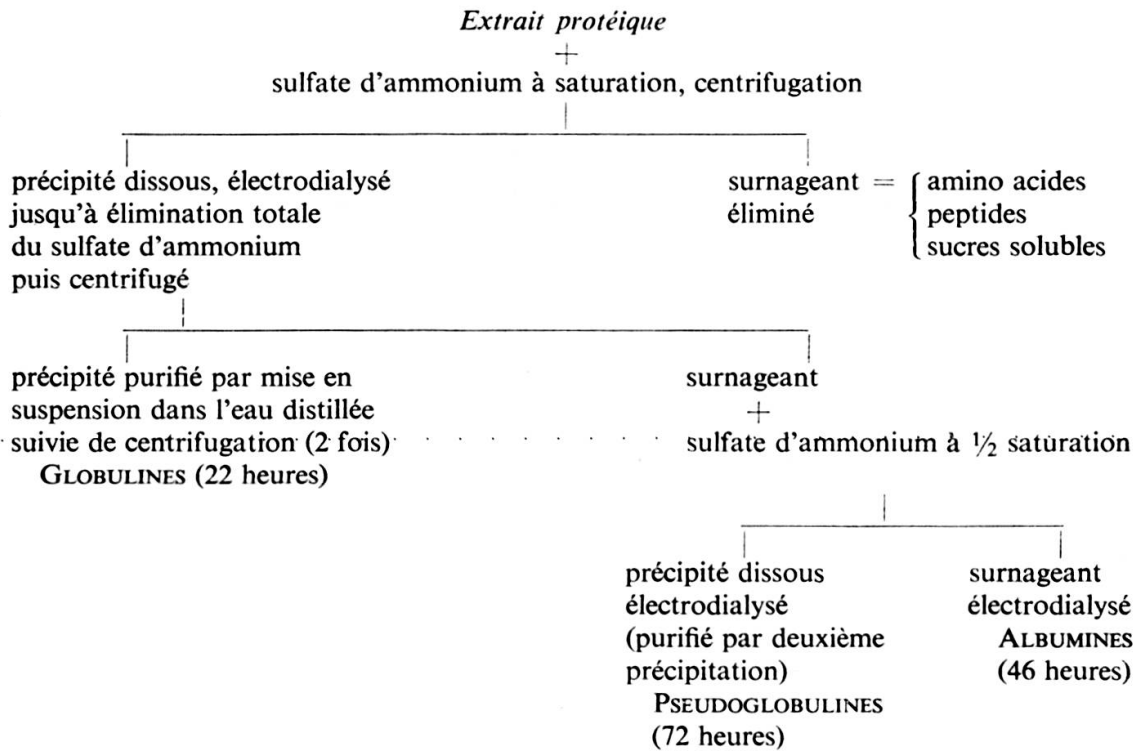 Extrait protéique
+
sulfate d'ammonium à saturation, centrifugation
précipité dissous, électrodialysé
jusqu'à élimination totale
du sulfate d'ammonium
puis centrifugé
surnageant = { amino acides
éliminé peptides
sucres solubles
précipité purifié par mise en
suspension dans l'eau distillée
suivie de centrifugation (2 fois)
GLOBULINES (22 heures)
surnageant
+
sulfate d'ammonium à ½ saturation
précipité dissous
électrodialysé
(purifié par deuxième
précipitation)
PSEUDOGLOBULINES
(72 heures)
surnageant
électrodialysé
ALBUMINES
(46 heures)